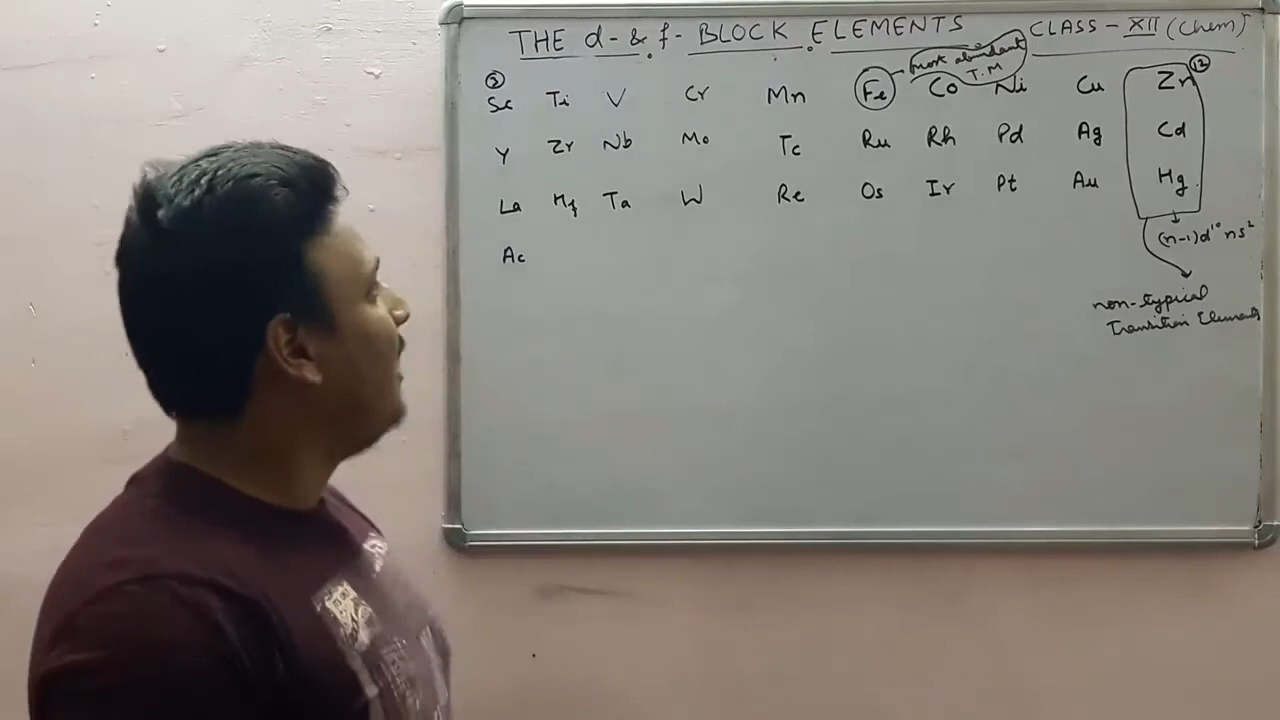 THE d- & f- BLOCK ELEMENTS CLASS - XII (Chem)
most abundant
T.M
3 12
Sc Ti V Cr Mn Fe Co Ni Cu Zn
Y Zr Nb Mo Tc Ru Rh Pd Ag Cd
La Hf Ta W Re Os Ir Pt Au Hg
Ac
(n-1)d¹⁰ ns²
non-typical
Transition Elements